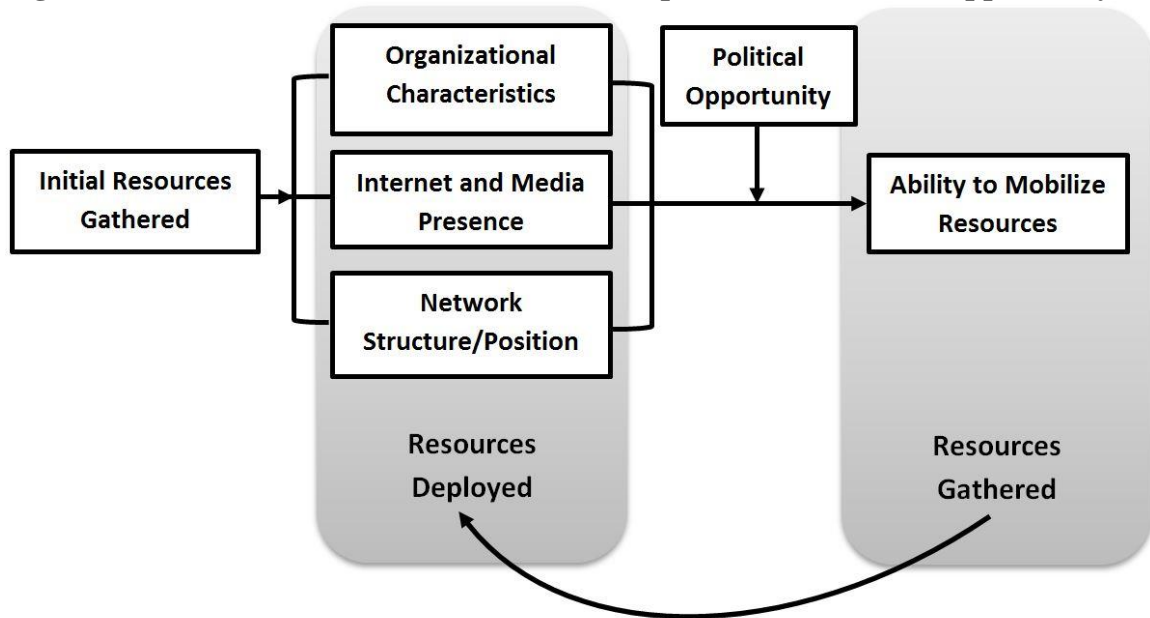 Organizational
Characteristics
Political
Opportunity
Initial Resources
Gathered
Internet and Media
Presence
Ability to Mobilize
Resources
Network
Structure/Position
Resources
Deployed
Resources
Gathered